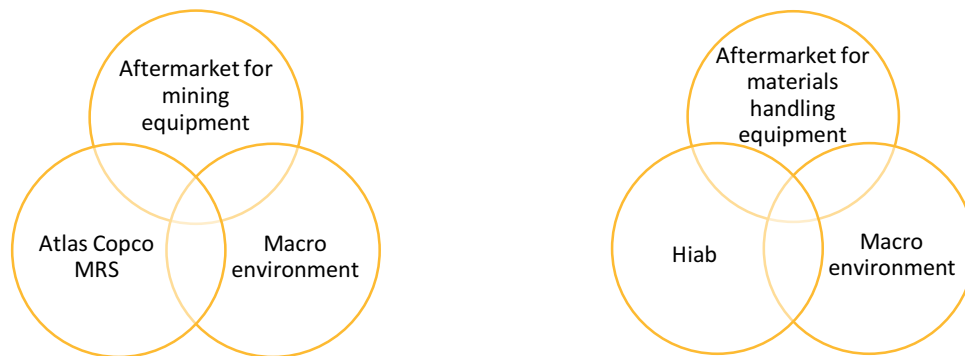 Aftermarket for
mining
equipment
Atlas Copco
MRS
Macro
environment
Aftermarket for
materials
handling
equipment
Hiab
Macro
environment